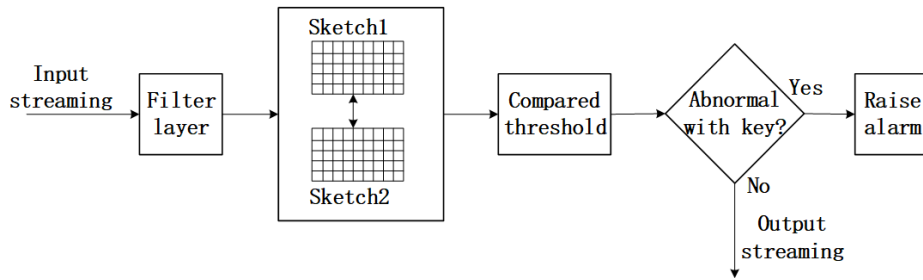 Input
streaming
Filter
layer
Sketch1
Sketch2
Compared
threshold
Abnormal
with key?
Yes
Raise
alarm
No
Output
streaming